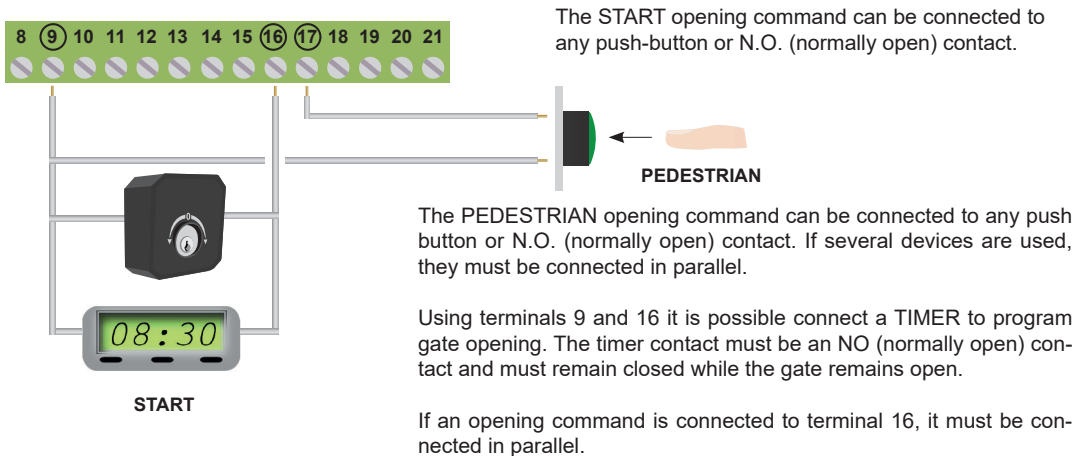 The START opening command can be connected to
any push-button or N.O. (normally open) contact.
8 9 10 11 12 13 14 15 16 17 18 19 20 21
PEDESTRIAN
0
The PEDESTRIAN opening command can be connected to any push
button or N.O. (normally open) contact. If several devices are used,
they must be connected in parallel.
08:30
START
Using terminals 9 and 16 it is possible connect a TIMER to program
gate opening. The timer contact must be an NO (normally open) con-
tact and must remain closed while the gate remains open.
If an opening command is connected to terminal 16, it must be con-
nected in parallel.